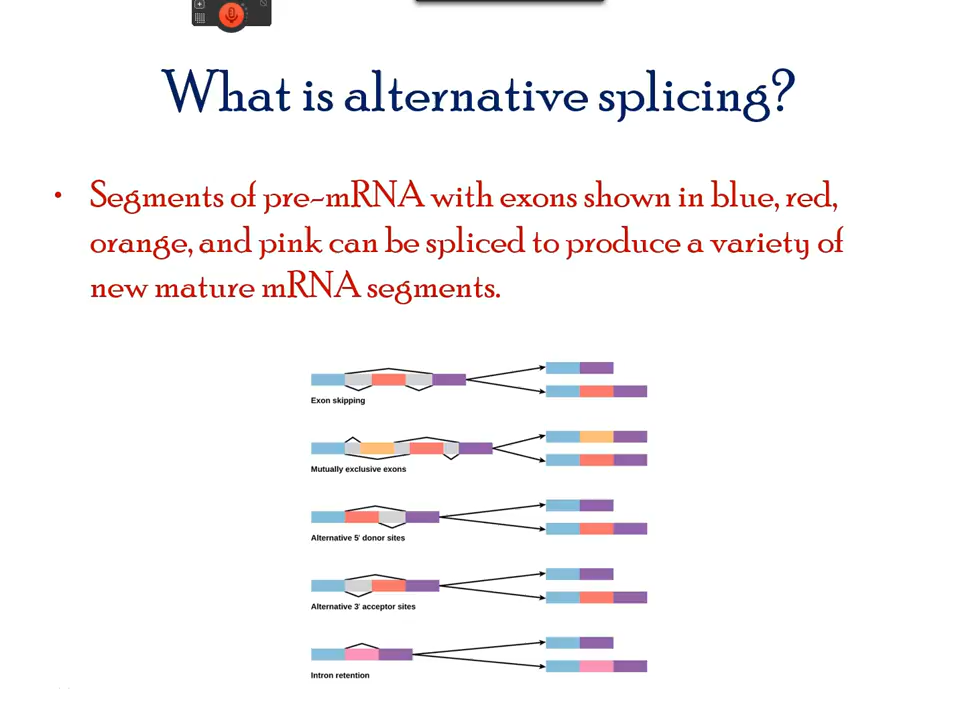 What is alternative splicing?
• Segments of pre-mRNA with exons shown in blue, red,
orange, and pink can be spliced to produce a variety of
new mature mRNA segments.
Exon skipping
Mutually exclusive exons
Alternative 5' donor sites
Alternative 3' acceptor sites
Intron retention